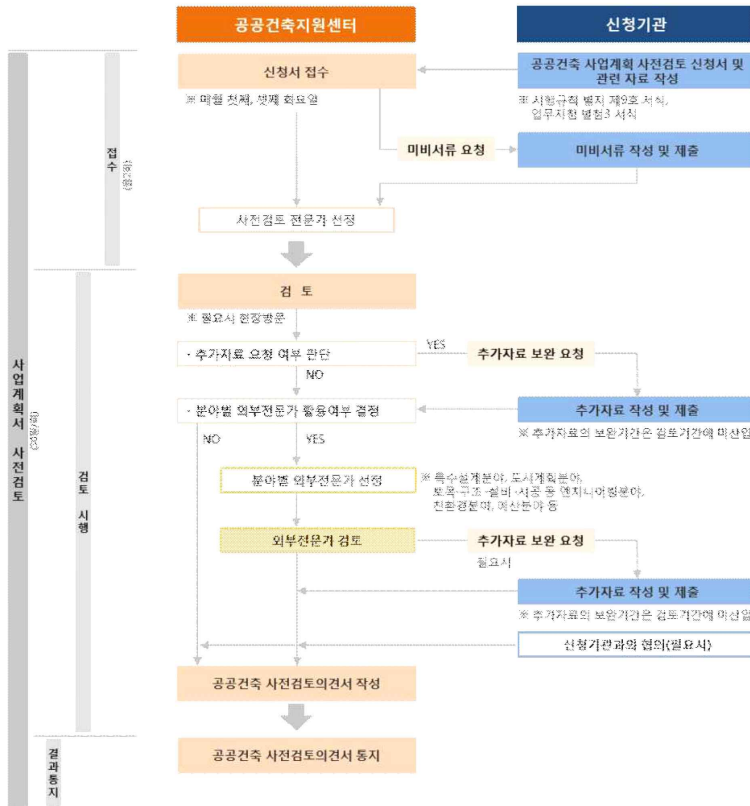 공공건축지원센터
신청기관
신청서 접수
공공건축 사업계획 사전검토 신청서 및
관련 자료 작성
※ 매월 첫째, 셋째 화요일
※ 시행규칙 별지 제9호 서식,
업무지침 별첨3 서식
미비서류 요청
미비서류 작성 및 제출
접수
사전검토 전문가 선정
검 토
※ 필요시 현장방문
· 추가자료 요청 여부 판단
YES
추가자료 보완 요청
NO
· 분야별 외부전문가 활용여부 결정
추가자료 작성 및 제출
※ 추가자료의 보완기간은 검토기간에 미산입
NO
YES
분야별 외부전문가 선정
※ 특수설계분야, 도시계획분야,
토목·구조·설비·시공 등 엔지니어링분야,
친환경분야, 예산분야 등
사업계획서 사전검토
검토 시행
외부전문가 검토
추가자료 보완 요청
필요시
추가자료 작성 및 제출
※ 추가자료의 보완기간은 검토기간에 미산입
신청기관과의 협의(필요시)
공공건축 사전검토의견서 작성
결과통지
공공건축 사전검토의견서 통지